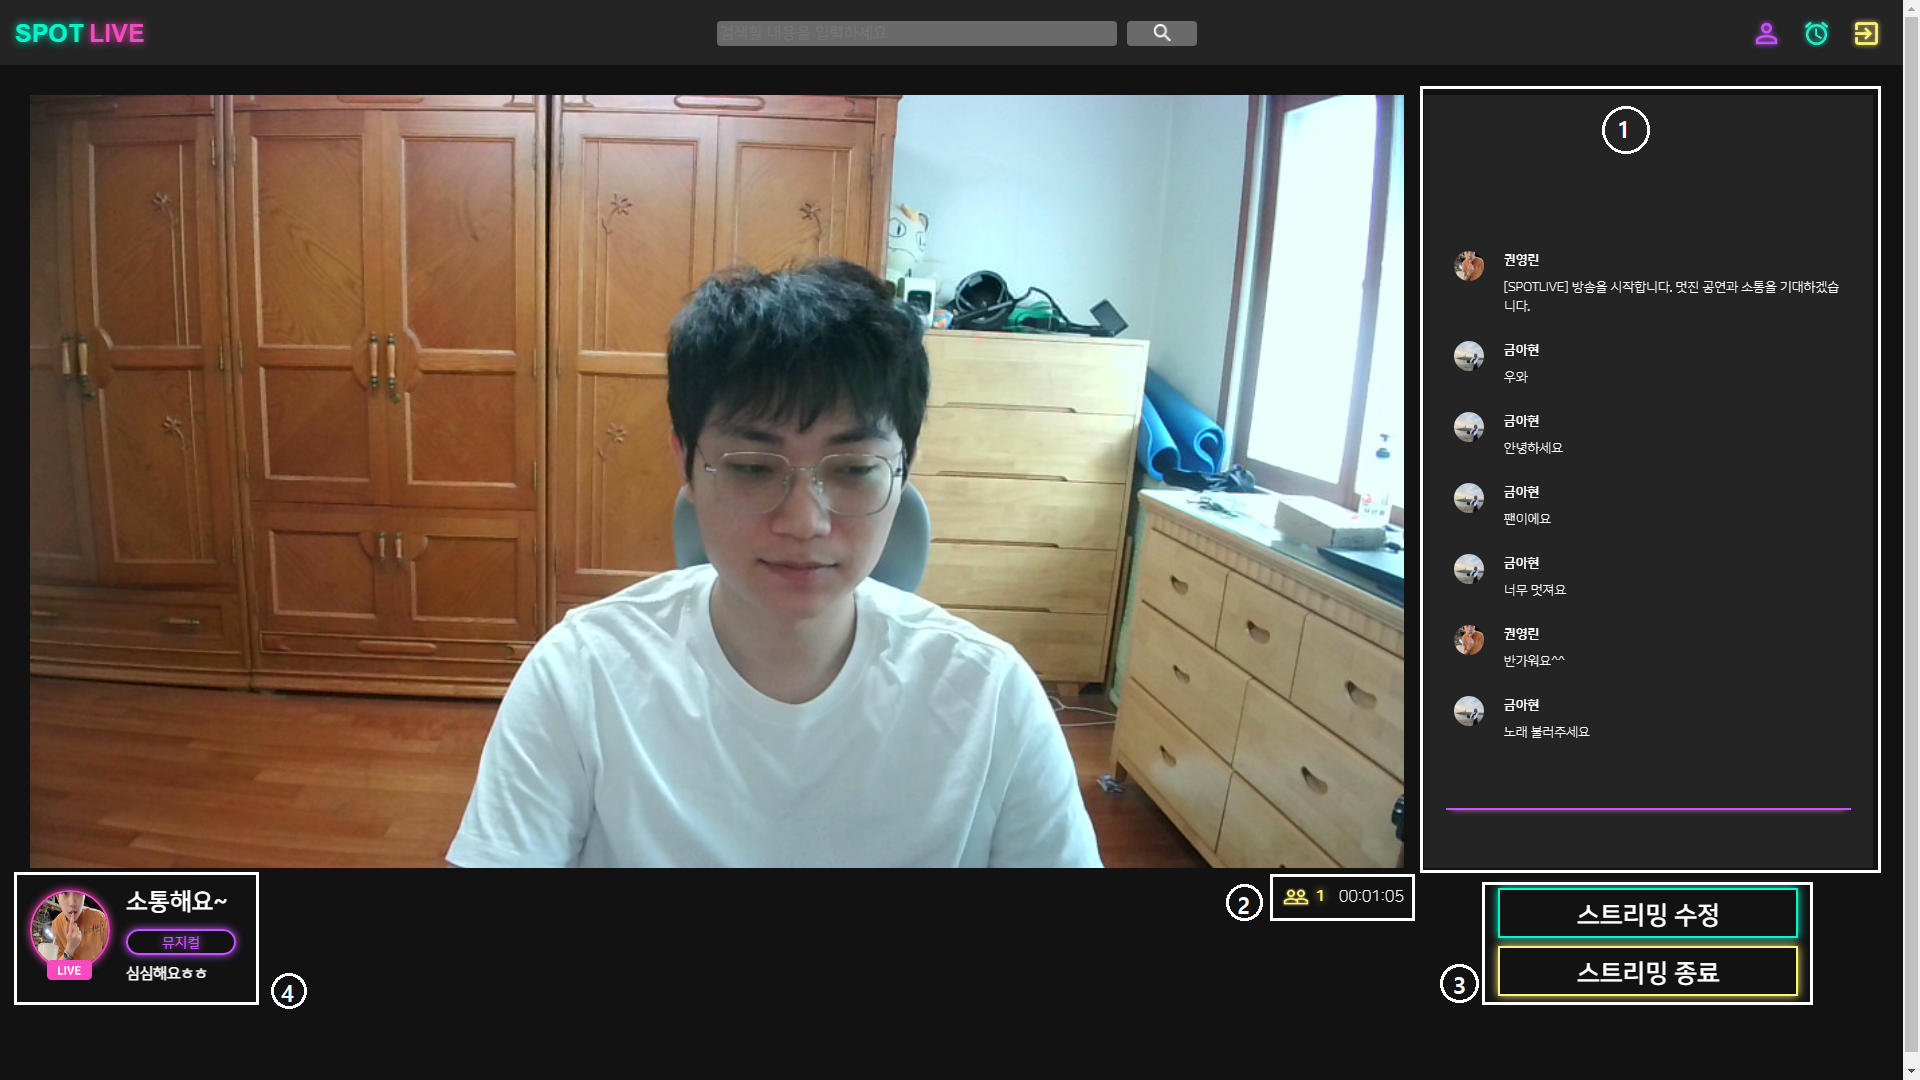 SPOT LIVE
검색할 내용을 입력하세요
1
권영린
[SPOTLIVE] 방송을 시작합니다. 멋진 공연과 소통을 기대하겠습
니다.
금아현
우와
금아현
안녕하세요
금아현
팬이에요
금아현
너무 멋져요
권영린
반가워요^^
금아현
노래 불러주세요
2
1 00:01:05
소통해요~
뮤지컬
LIVE
심심해요ㅎㅎ
4
스트리밍 수정
스트리밍 종료
3